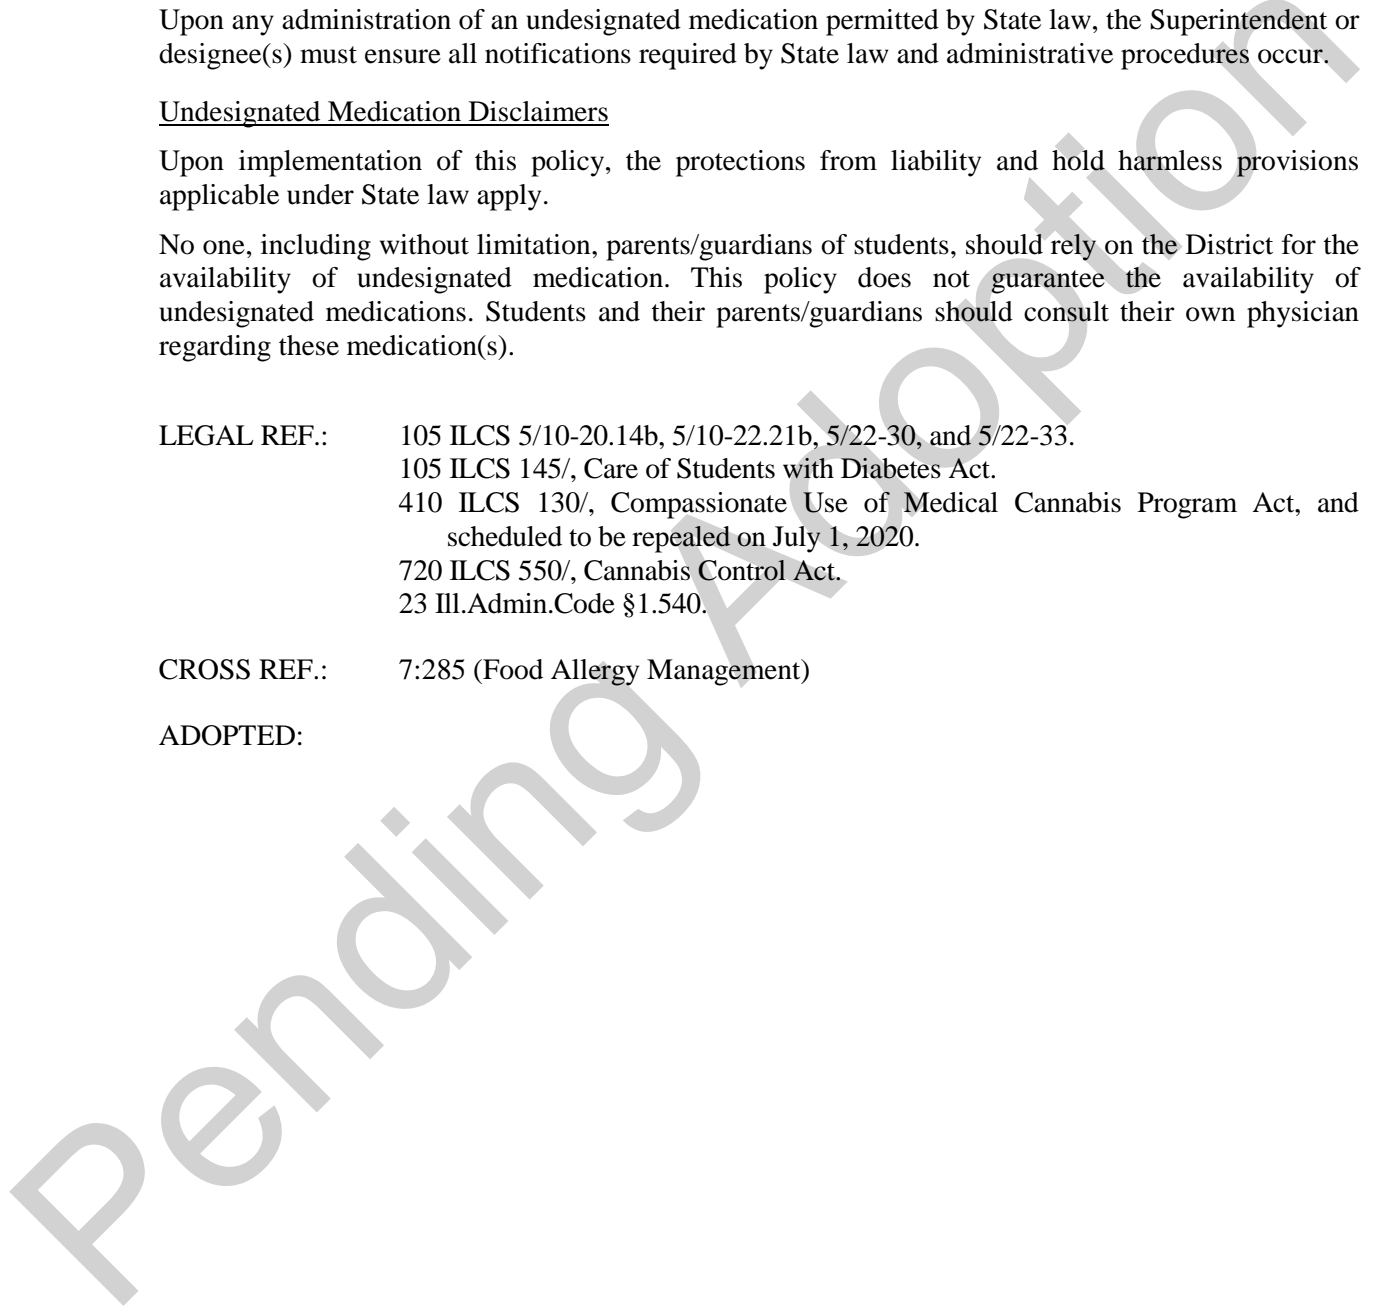 Upon any administration of an undesignated medication permitted by State law, the Superintendent or
designee(s) must ensure all notifications required by State law and administrative procedures occur.
Undesignated Medication Disclaimers
Upon implementation of this policy, the protections from liability and hold harmless provisions
applicable under State law apply.
No one, including without limitation, parents/guardians of students, should rely on the District for the
availability of undesignated medication. This policy does not guarantee the availability of
undesignated medications. Students and their parents/guardians should consult their own physician
regarding these medication(s).
LEGAL REF.: 105 ILCS 5/10-20.14b, 5/10-22.21b, 5/22-30, and 5/22-33.
105 ILCS 145/, Care of Students with Diabetes Act.
410 ILCS 130/, Compassionate Use of Medical Cannabis Program Act, and
scheduled to be repealed on July 1, 2020.
720 ILCS 550/, Cannabis Control Act.
23 Ill.Admin.Code §1.540.
CROSS REF.: 7:285 (Food Allergy Management)
ADOPTED:
Pending Adoption